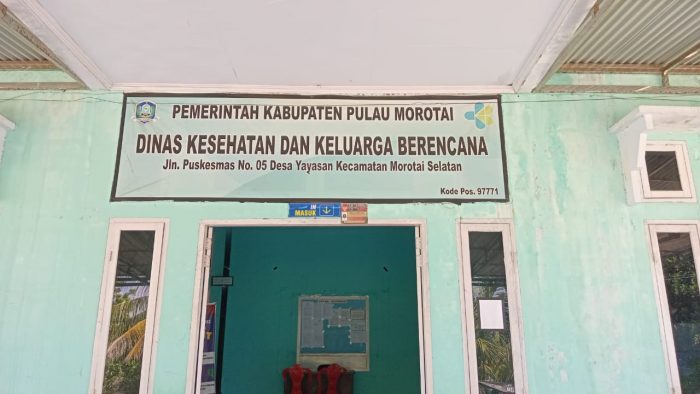 PEMERINTAH KABUPATEN PULAU MOROTAI
DINAS KESEHATAN DAN KELUARGA BERENCANA
Jln. Puskesmas No. 05 Desa Yayasan Kecamatan Morotai Selatan
Kode Pos. 97771
IN
MASUK